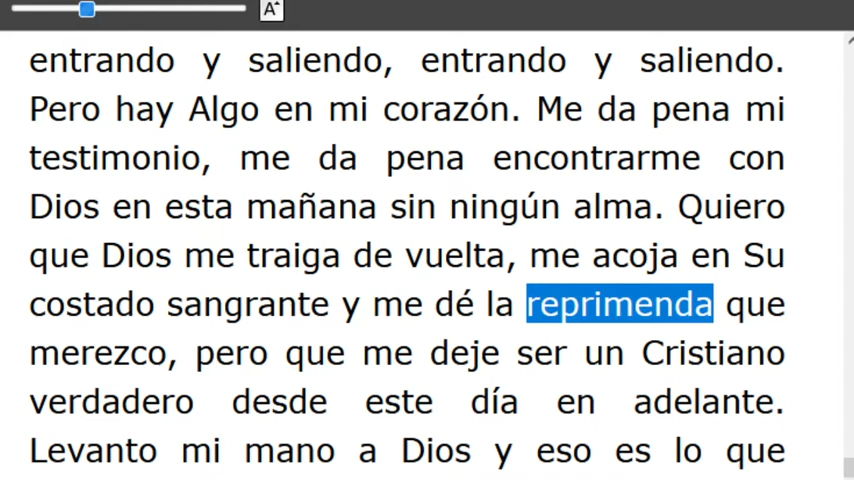 A
entrando y saliendo, entrando y saliendo.
Pero hay Algo en mi corazón. Me da pena mi
testimonio, me da pena encontrarme con
Dios en esta mañana sin ningún alma. Quiero
que Dios me traiga de vuelta, me acoja en Su
costado sangrante y me dé la reprimenda que
merezco, pero que me deje ser un Cristiano
verdadero desde este día en adelante.
Levanto mi mano a Dios y eso es lo que